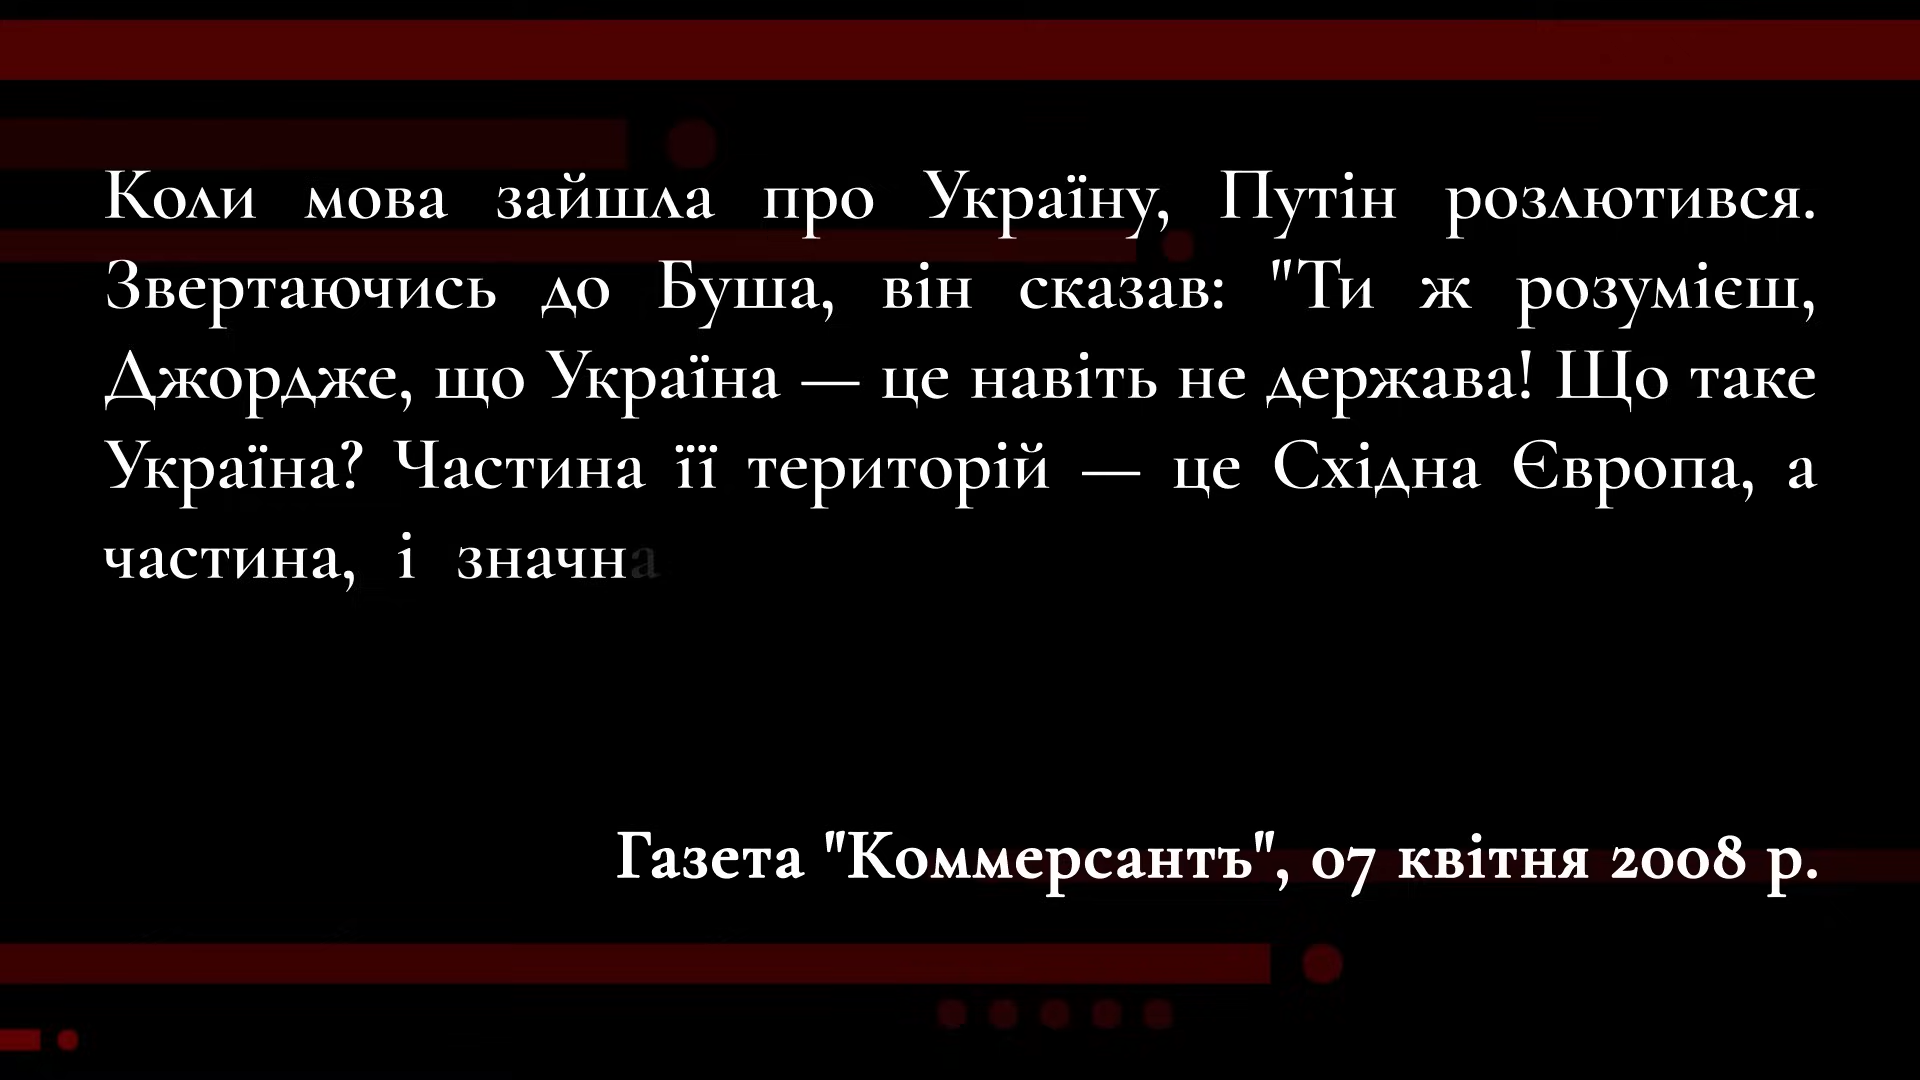 Коли мова зайшла про Україну, Путін розлютився.
Звертаючись до Буша, він сказав: "Ти ж розумієш,
Джордже, що Україна — це навіть не держава! Що таке
Україна? Частина її територій — це Східна Європа, а
частина, і значна
Газета "Коммерсантъ", 07 квітня 2008 р.